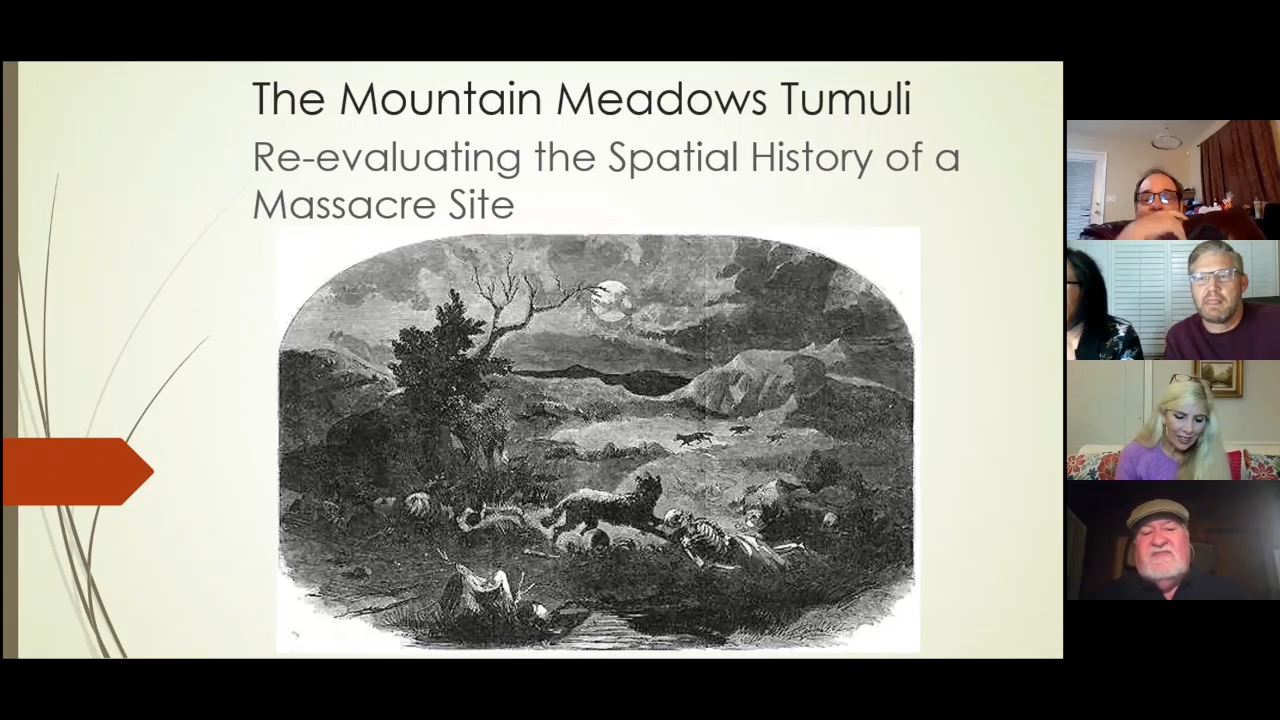 The Mountain Meadows Tumuli
Re-evaluating the Spatial History of a
Massacre Site